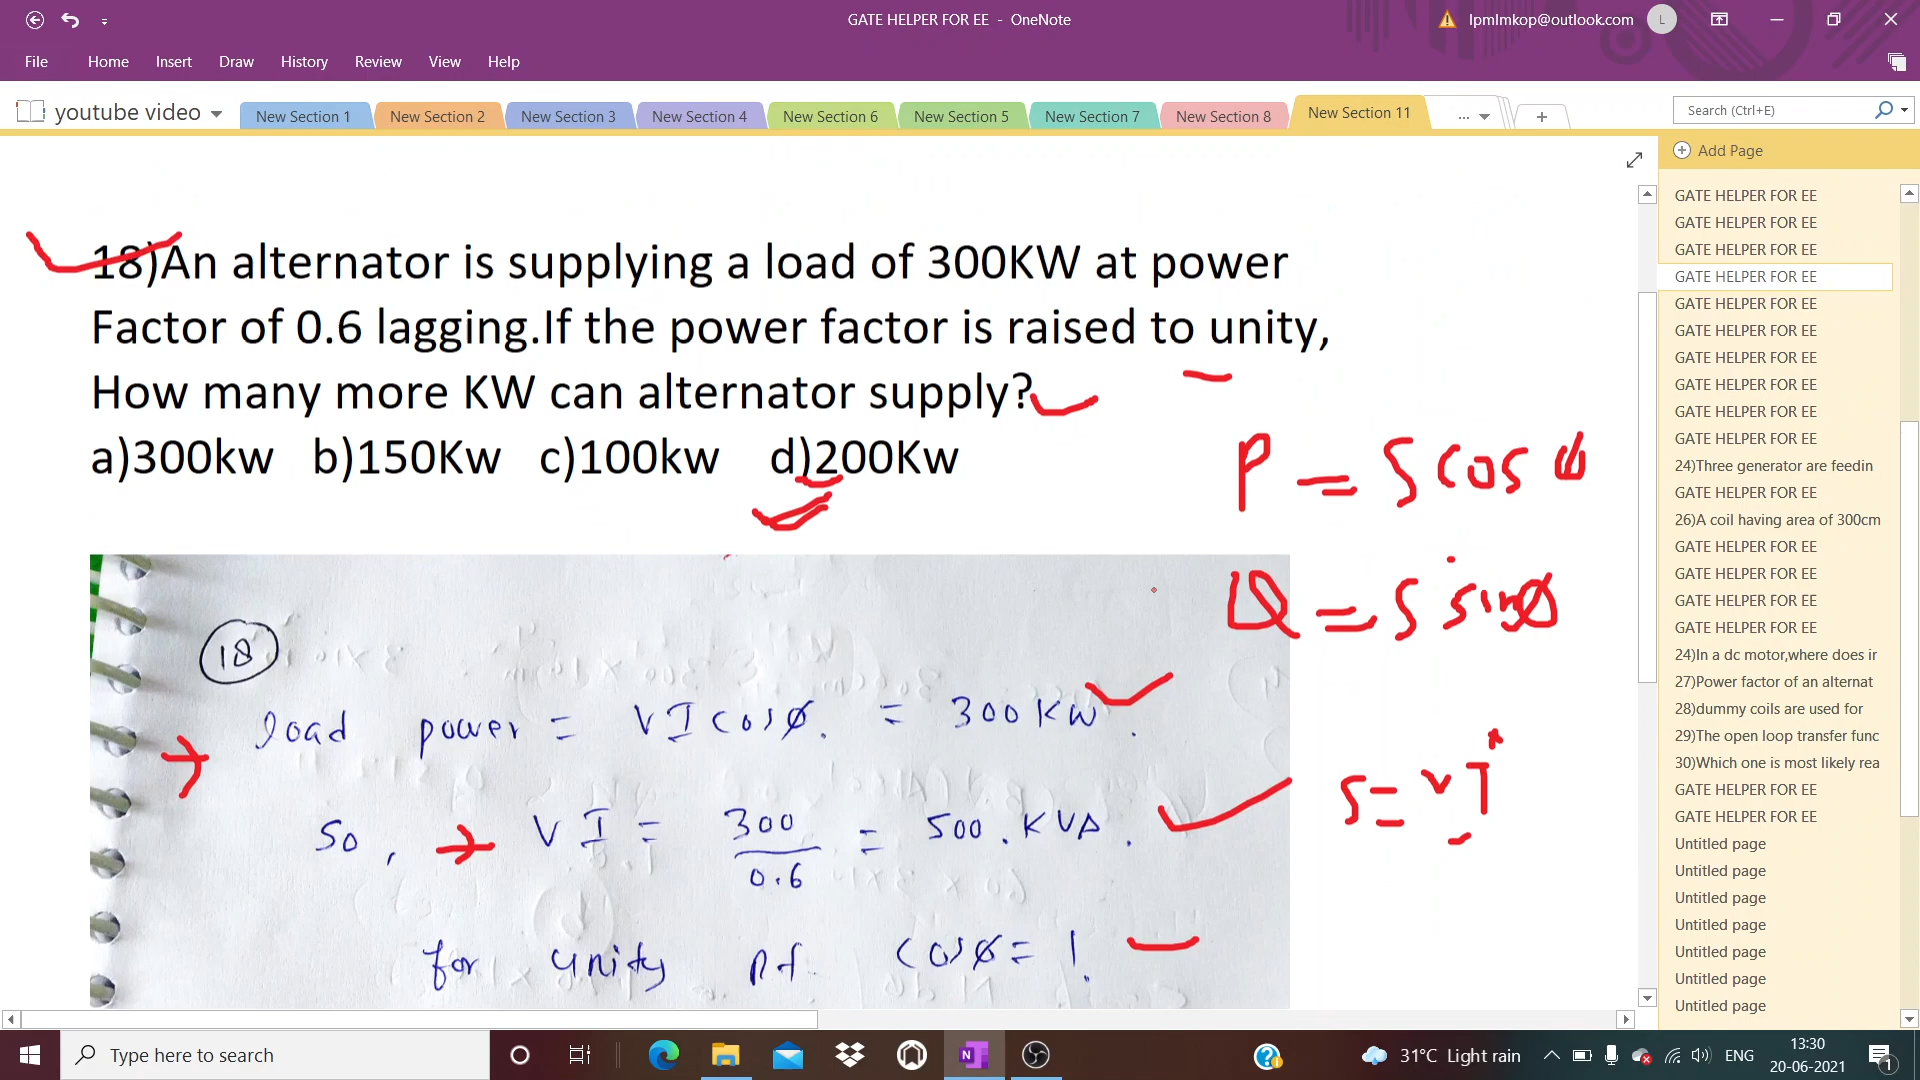 GATE HELPER FOR EE - OneNote
lpmlmkop@outlook.com
L
File Home Insert Draw History Review View Help
youtube video
New Section 1 New Section 2 New Section 3 New Section 4 New Section 6 New Section 5 New Section 7 New Section 8 New Section 11 ... +
Search (Ctrl+E)
Add Page
18)An alternator is supplying a load of 300KW at power
Factor of 0.6 lagging.If the power factor is raised to unity,
How many more KW can alternator supply?
a)300kw b)150Kw c)100kw d)200Kw
P = S cos φ
Q = S sinφ
S = VI*
18
load power = VI cosφ. = 300 KW.
So, VI = 300/0.6 = 500. KVA.
for unity Pf. cosφ = 1.
GATE HELPER FOR EE
GATE HELPER FOR EE
GATE HELPER FOR EE
GATE HELPER FOR EE
GATE HELPER FOR EE
GATE HELPER FOR EE
GATE HELPER FOR EE
GATE HELPER FOR EE
GATE HELPER FOR EE
GATE HELPER FOR EE
24)Three generator are feedin
GATE HELPER FOR EE
26)A coil having area of 300cm
GATE HELPER FOR EE
GATE HELPER FOR EE
GATE HELPER FOR EE
GATE HELPER FOR EE
24)In a dc motor,where does ir
27)Power factor of an alternat
28)dummy coils are used for
29)The open loop transfer func
30)Which one is most likely rea
GATE HELPER FOR EE
GATE HELPER FOR EE
Untitled page
Untitled page
Untitled page
Untitled page
Untitled page
Untitled page
Untitled page
Type here to search
31°C Light rain
ENG
13:30
20-06-2021
1